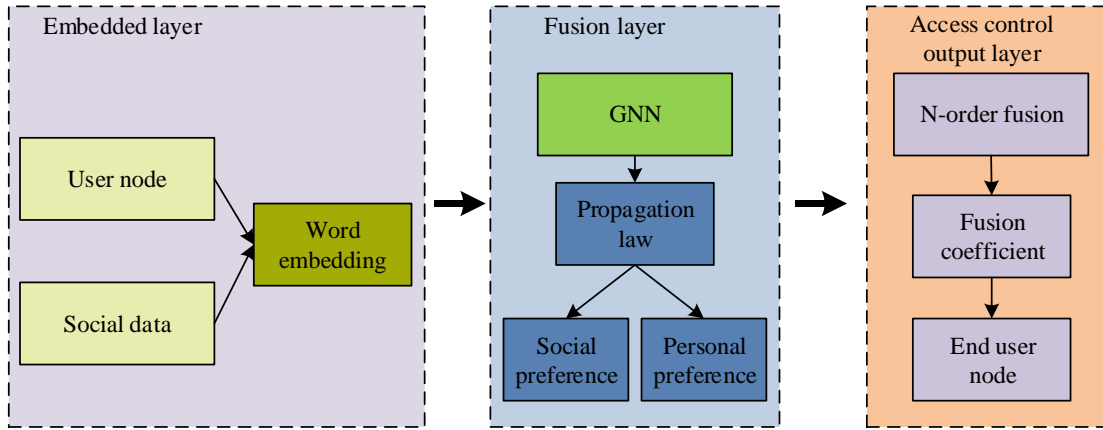 Embedded layer
User node
Social data
Word
embedding
Fusion layer
GNN
Propagation
law
Social
preference
Personal
preference
Access control
output layer
N-order fusion
Fusion
coefficient
End user
node